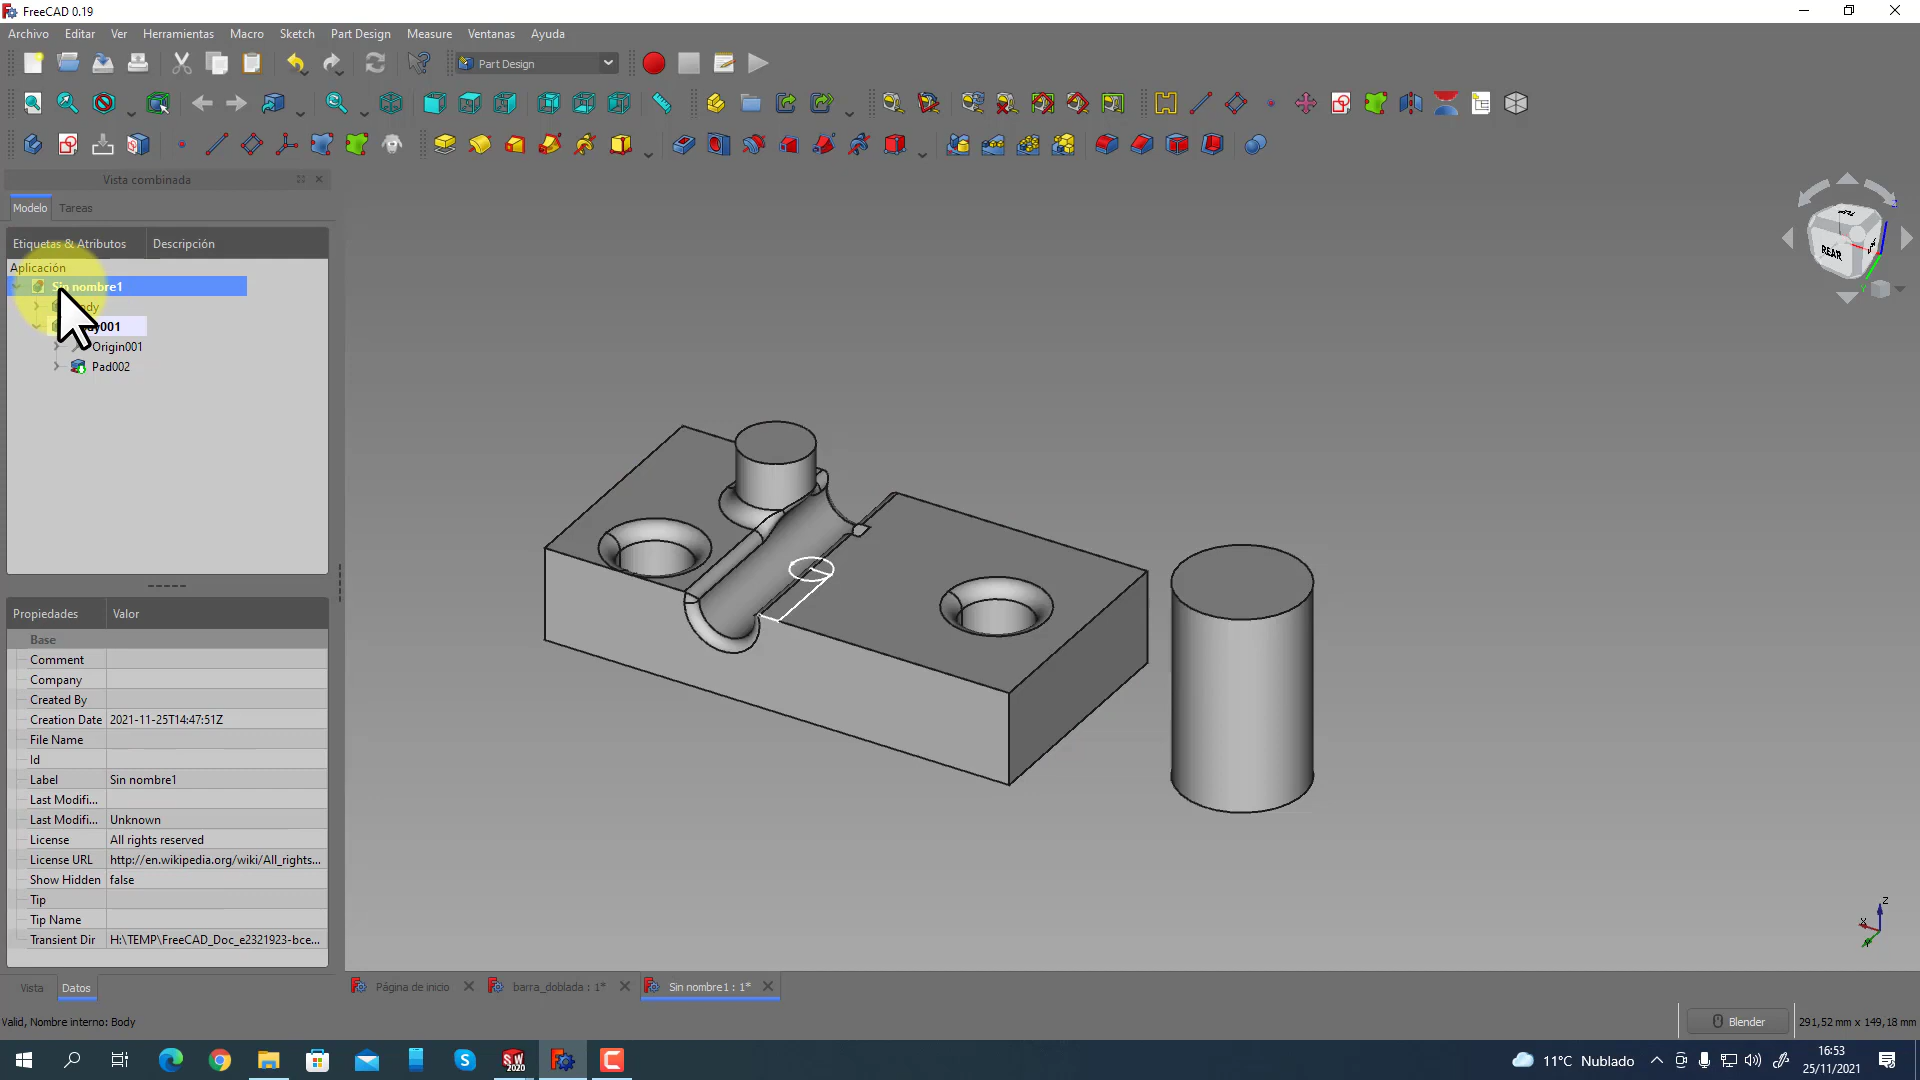 FreeCAD 0.19
Archivo Editar Ver Herramientas Macro Sketch Part Design Measure Ventanas Ayuda
Part Design
Vista combinada
Modelo Tareas
Etiquetas & Atributos Descripción
Aplicación
Sin nombre1
Origin001
Pad002
Propiedades Valor
Base
Comment
Company
Created By
Creation Date 2021-11-25T14:47:51Z
File Name
Id
Label Sin nombre1
Last Modifi...
Last Modifi... Unknown
License All rights reserved
License URL http://en.wikipedia.org/wiki/All_rights...
Show Hidden false
Tip
Tip Name
Transient Dir H:\TEMP\FreeCAD_Doc_e2321923-bce...
Vista Datos
Página de inicio barra_doblada : 1* Sin nombre1 : 1*
Valid, Nombre interno: Body
Blender 291,52 mm x 149,18 mm
REAR
Z
X
Y
SW
2020
11°C Nublado
16:53
25/11/2021